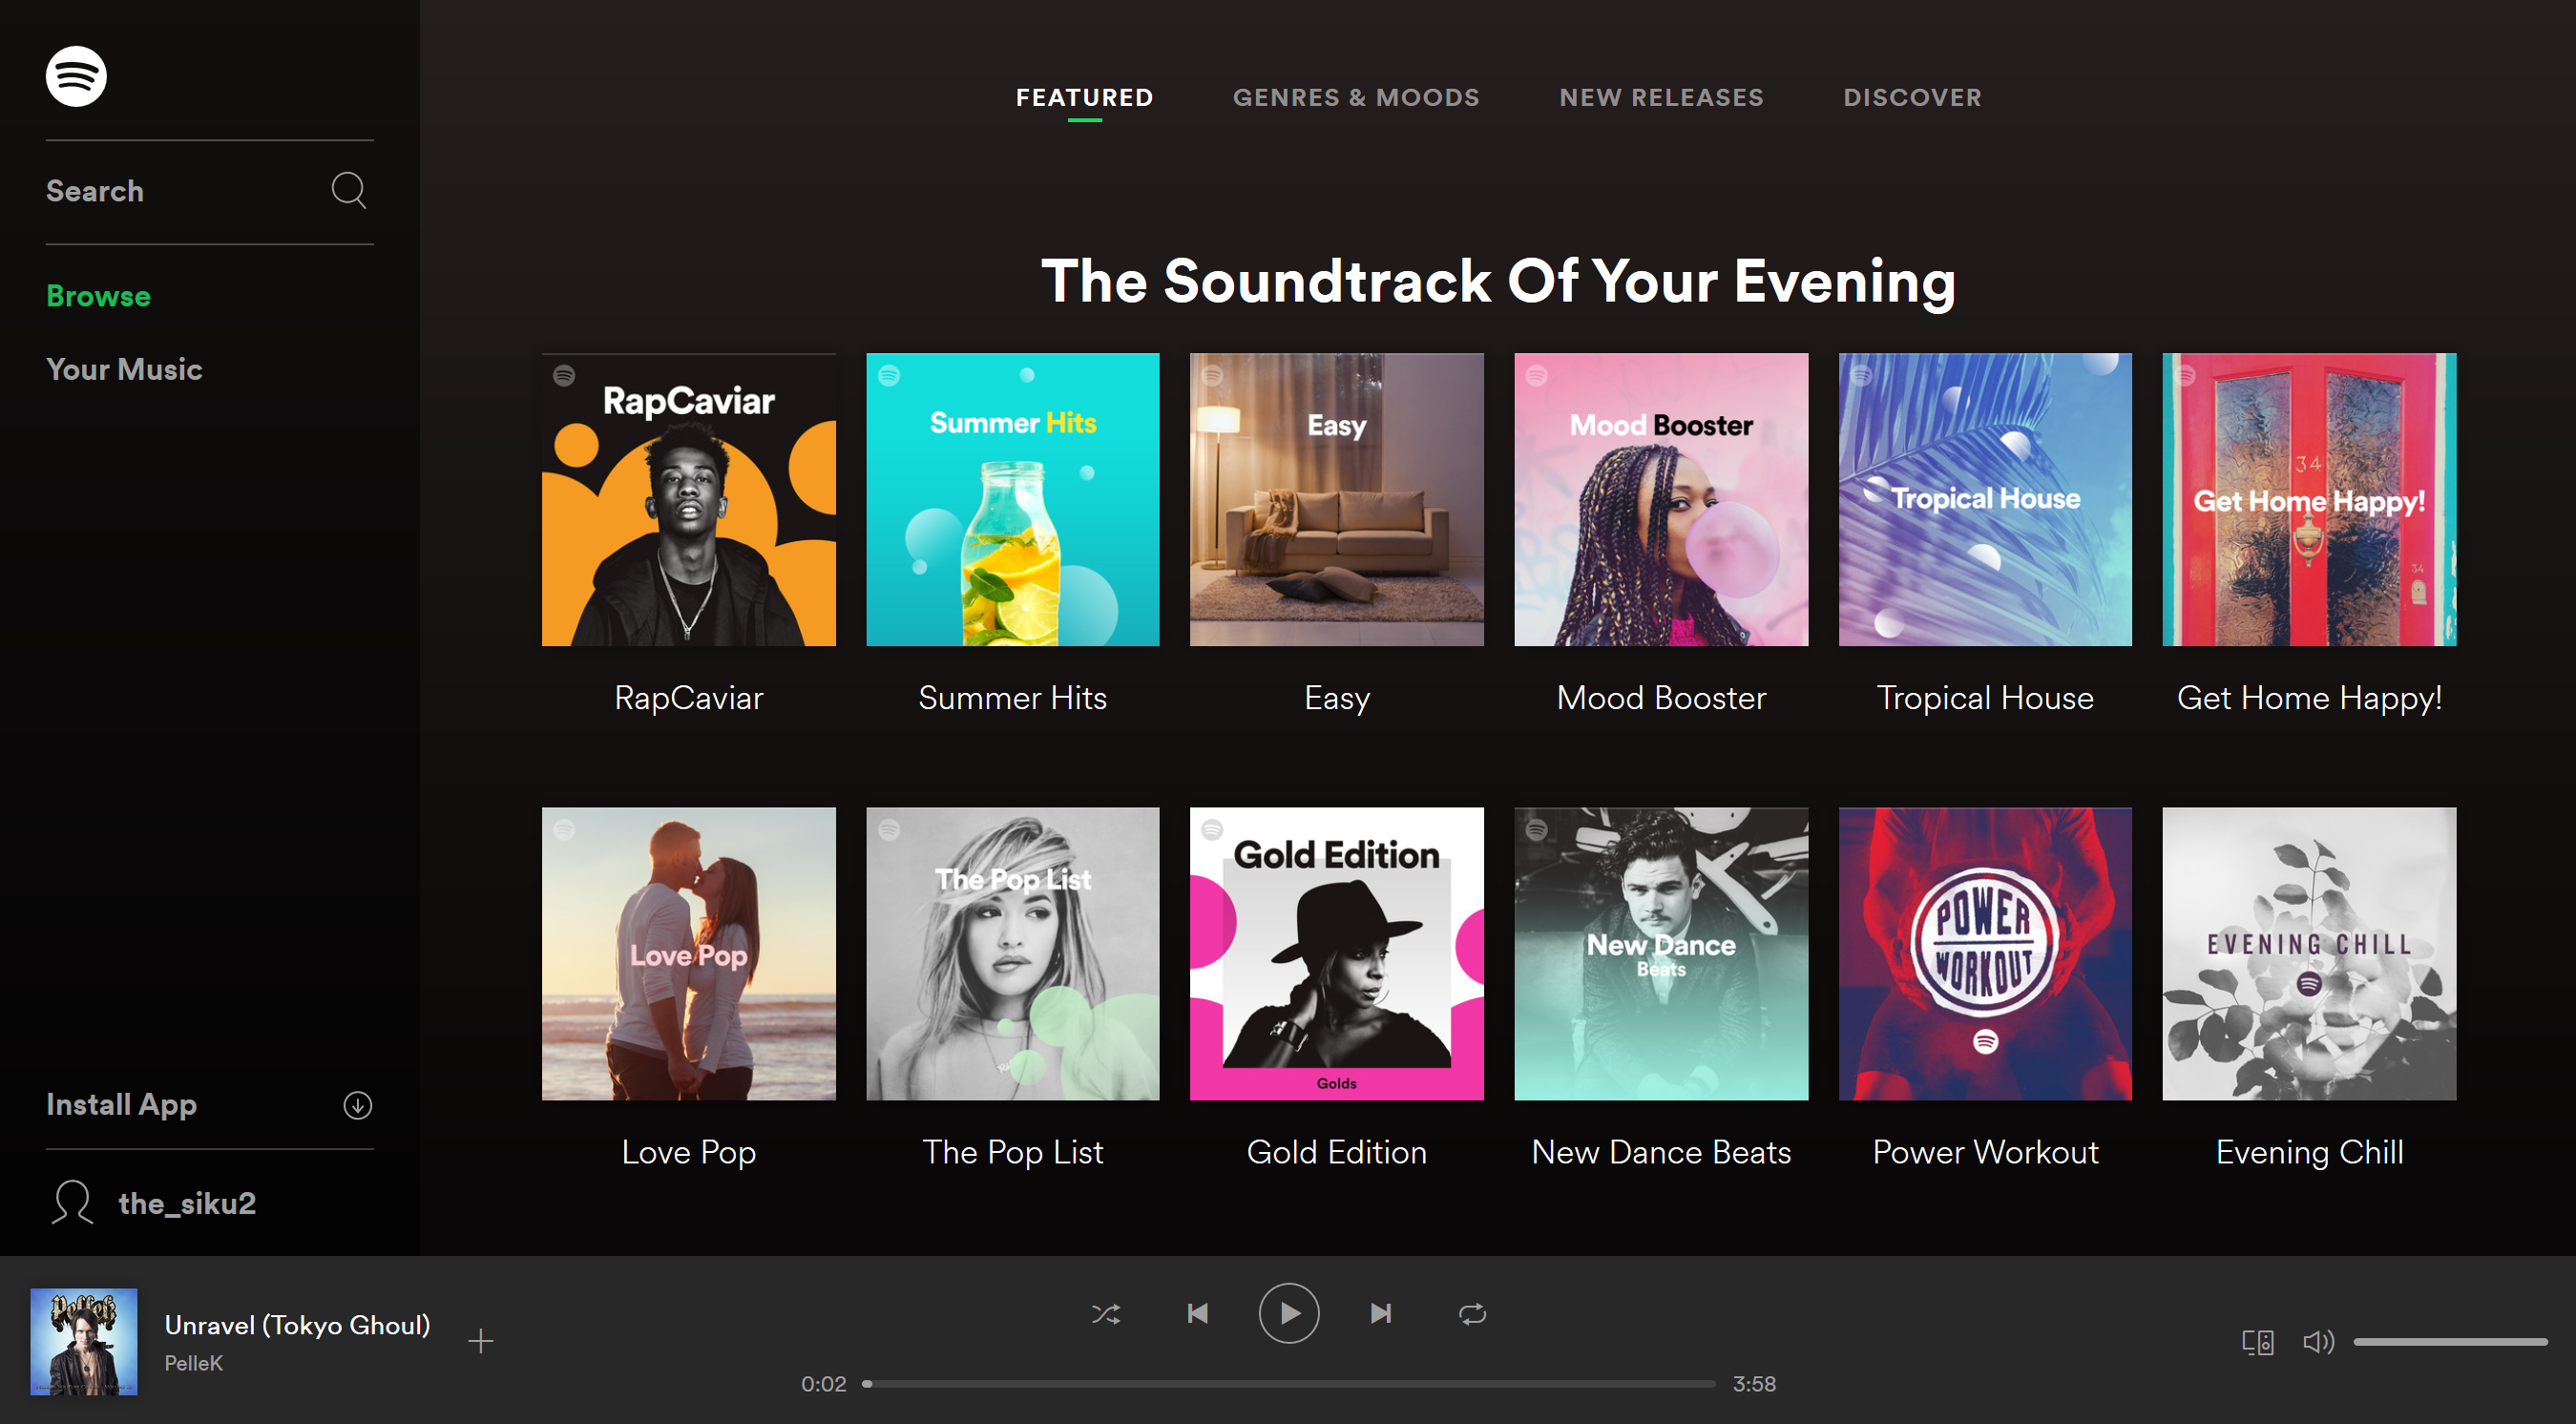 FEATURED GENRES & MOODS NEW RELEASES DISCOVER
Search
Browse
Your Music
Install App
the_siku2
The Soundtrack Of Your Evening
RapCaviar
Summer Hits
Easy
Mood Booster
Tropical House
34
Get Home Happy!
34
RapCaviar
Summer Hits
Easy
Mood Booster
Tropical House
Get Home Happy!
Love Pop
The Pop List
Gold Edition
Golds
New Dance
Beats
POWER
WORKOUT
EVENING CHILL
Love Pop
The Pop List
Gold Edition
New Dance Beats
Power Workout
Evening Chill
PelleK
Unravel (Tokyo Ghoul)
PelleK
0:02
3:58